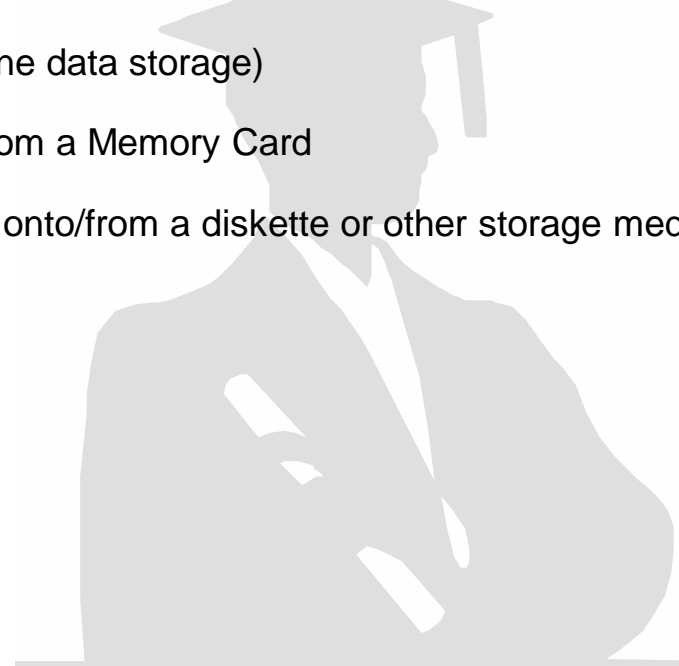 ne data storage)
om a Memory Card
onto/from a diskette or other storage med